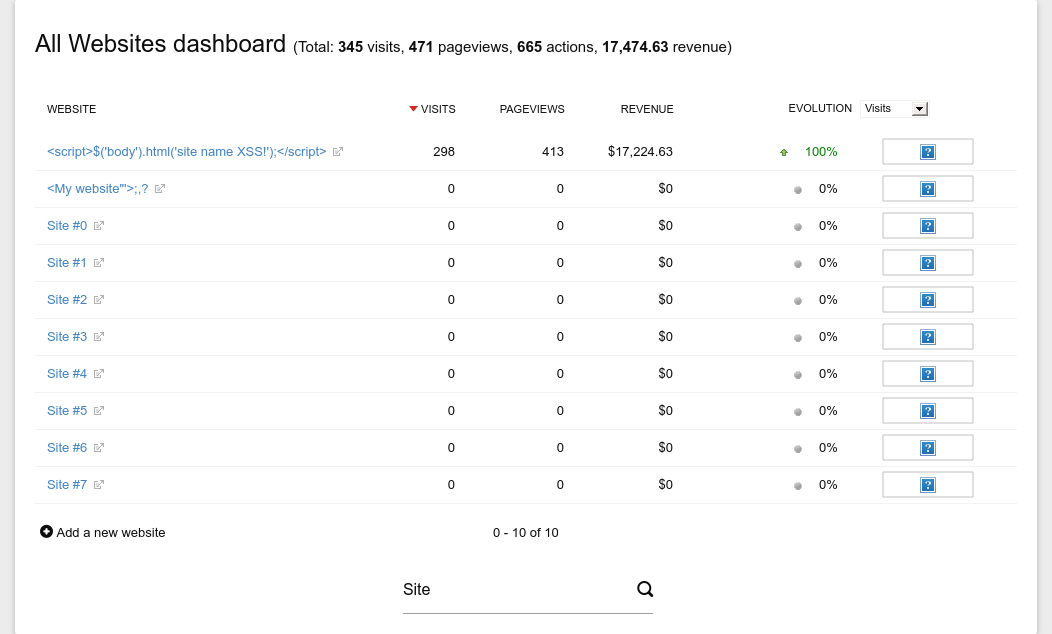 All Websites dashboard (Total: 345 visits, 471 pageviews, 665 actions, 17,474.63 revenue)
WEBSITE VISITS PAGEVIEWS REVENUE EVOLUTION Visits
<script>$('body').html('site name XSS!');</script> 298 413 $17,224.63 100% ?
<My website"'>;,? 0 0 $0 0% ?
Site #0 0 0 $0 0% ?
Site #1 0 0 $0 0% ?
Site #2 0 0 $0 0% ?
Site #3 0 0 $0 0% ?
Site #4 0 0 $0 0% ?
Site #5 0 0 $0 0% ?
Site #6 0 0 $0 0% ?
Site #7 0 0 $0 0% ?
Add a new website 0 - 10 of 10
Site